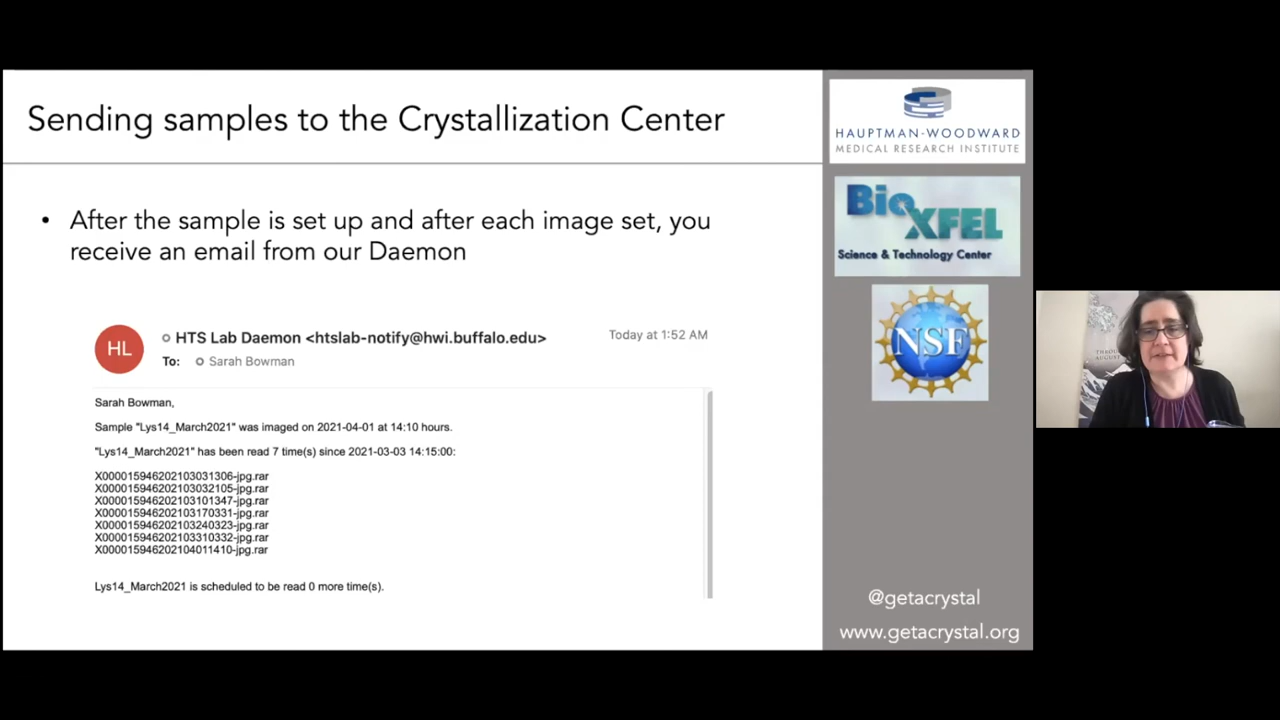 Sending samples to the Crystallization Center
• After the sample is set up and after each image set, you
receive an email from our Daemon
HL
HTS Lab Daemon <htslab-notify@hwi.buffalo.edu>
Today at 1:52 AM
To: Sarah Bowman
Sarah Bowman,
Sample "Lys14_March2021" was imaged on 2021-04-01 at 14:10 hours.
"Lys14_March2021" has been read 7 time(s) since 2021-03-03 14:15:00:
X000015946202103031306-jpg.rar
X000015946202103032105-jpg.rar
X000015946202103101347-jpg.rar
X000015946202103170331-jpg.rar
X000015946202103240323-jpg.rar
X000015946202103310332-jpg.rar
X000015946202104011410-jpg.rar
Lys14_March2021 is scheduled to be read 0 more time(s).
HAUPTMAN-WOODWARD
MEDICAL RESEARCH INSTITUTE
BioXFEL
Science & Technology Center
NSF
@getacrystal
www.getacrystal.org